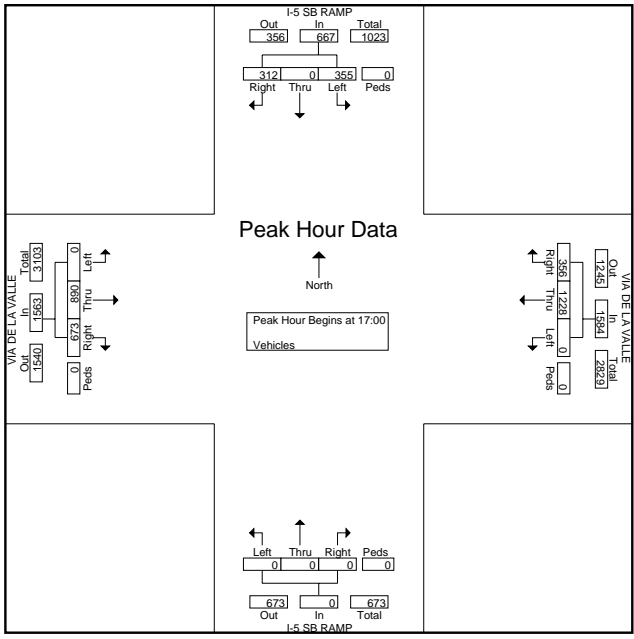 I-5 SB RAMP
Out In Total
356 667 1023
312 0 355 0
Right Thru Left Peds
Peak Hour Data
North
Peak Hour Begins at 17:00
Vehicles
VIA DE LA VALLE
Total In Out
3103 1563 1540
0 890 673 0
Left Thru Right Peds
VIA DE LA VALLE
Out In Total
1245 1584 2829
356 1228 0 0
Right Thru Left Peds
Left Thru Right Peds
0 0 0 0
673 0 673
Out In Total
I-5 SB RAMP